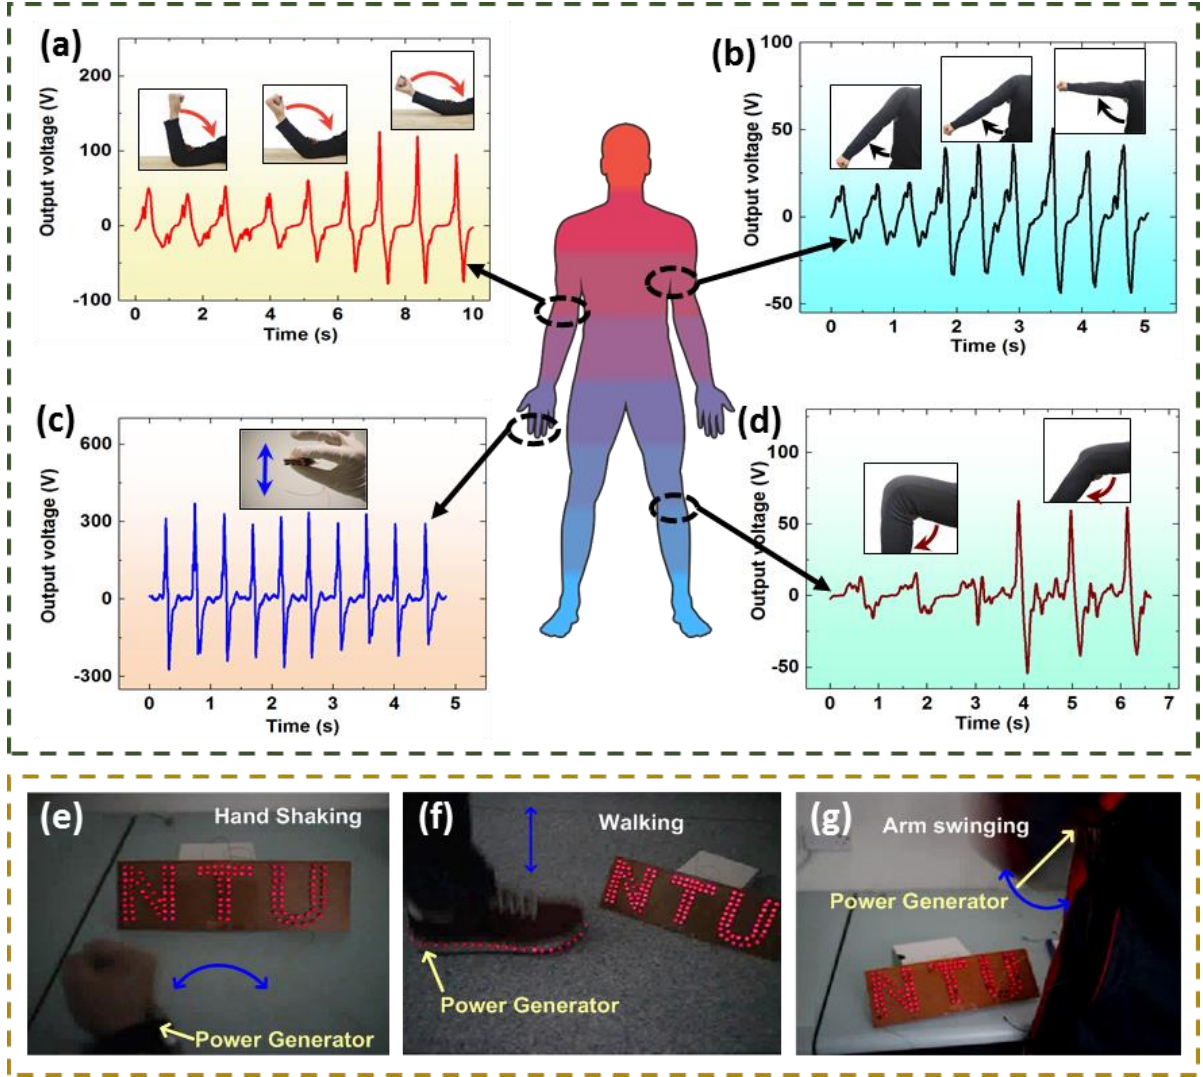 (a)
Output voltage (V)
200
100
0
-100
0 2 4 6 8 10
Time (s)
(b)
Output voltage (V)
100
50
0
-50
0 1 2 3 4 5
Time (s)
(c)
Output voltage (V)
600
300
0
-300
0 1 2 3 4 5
Time (s)
(d)
Output voltage (V)
100
50
0
-50
0 1 2 3 4 5 6 7
Time (s)
(e)
Hand Shaking
NTU
Power Generator
(f)
Walking
NTU
Power Generator
(g)
Arm swinging
Power Generator
NTU